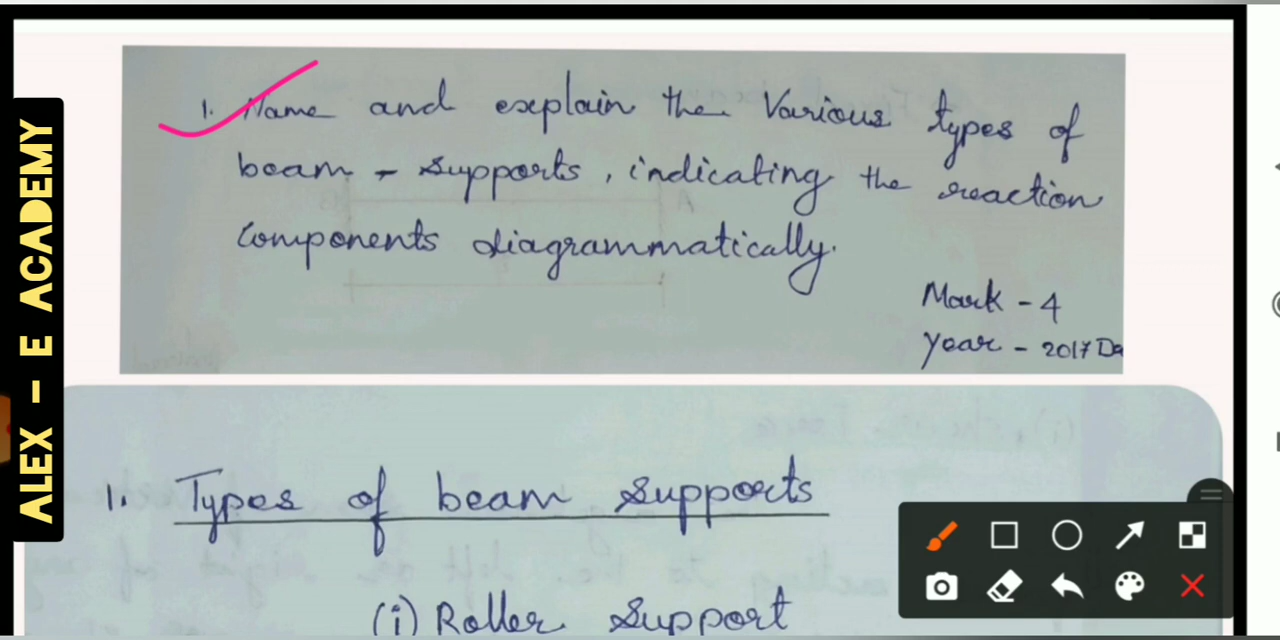 ALEX - E ACADEMY
1. Name and explain the Various types of
beam - supports, indicating the reaction
components diagrammatically.
Mark - 4
Year - 2017 De
1. Types of beam supports
(i) Roller Support